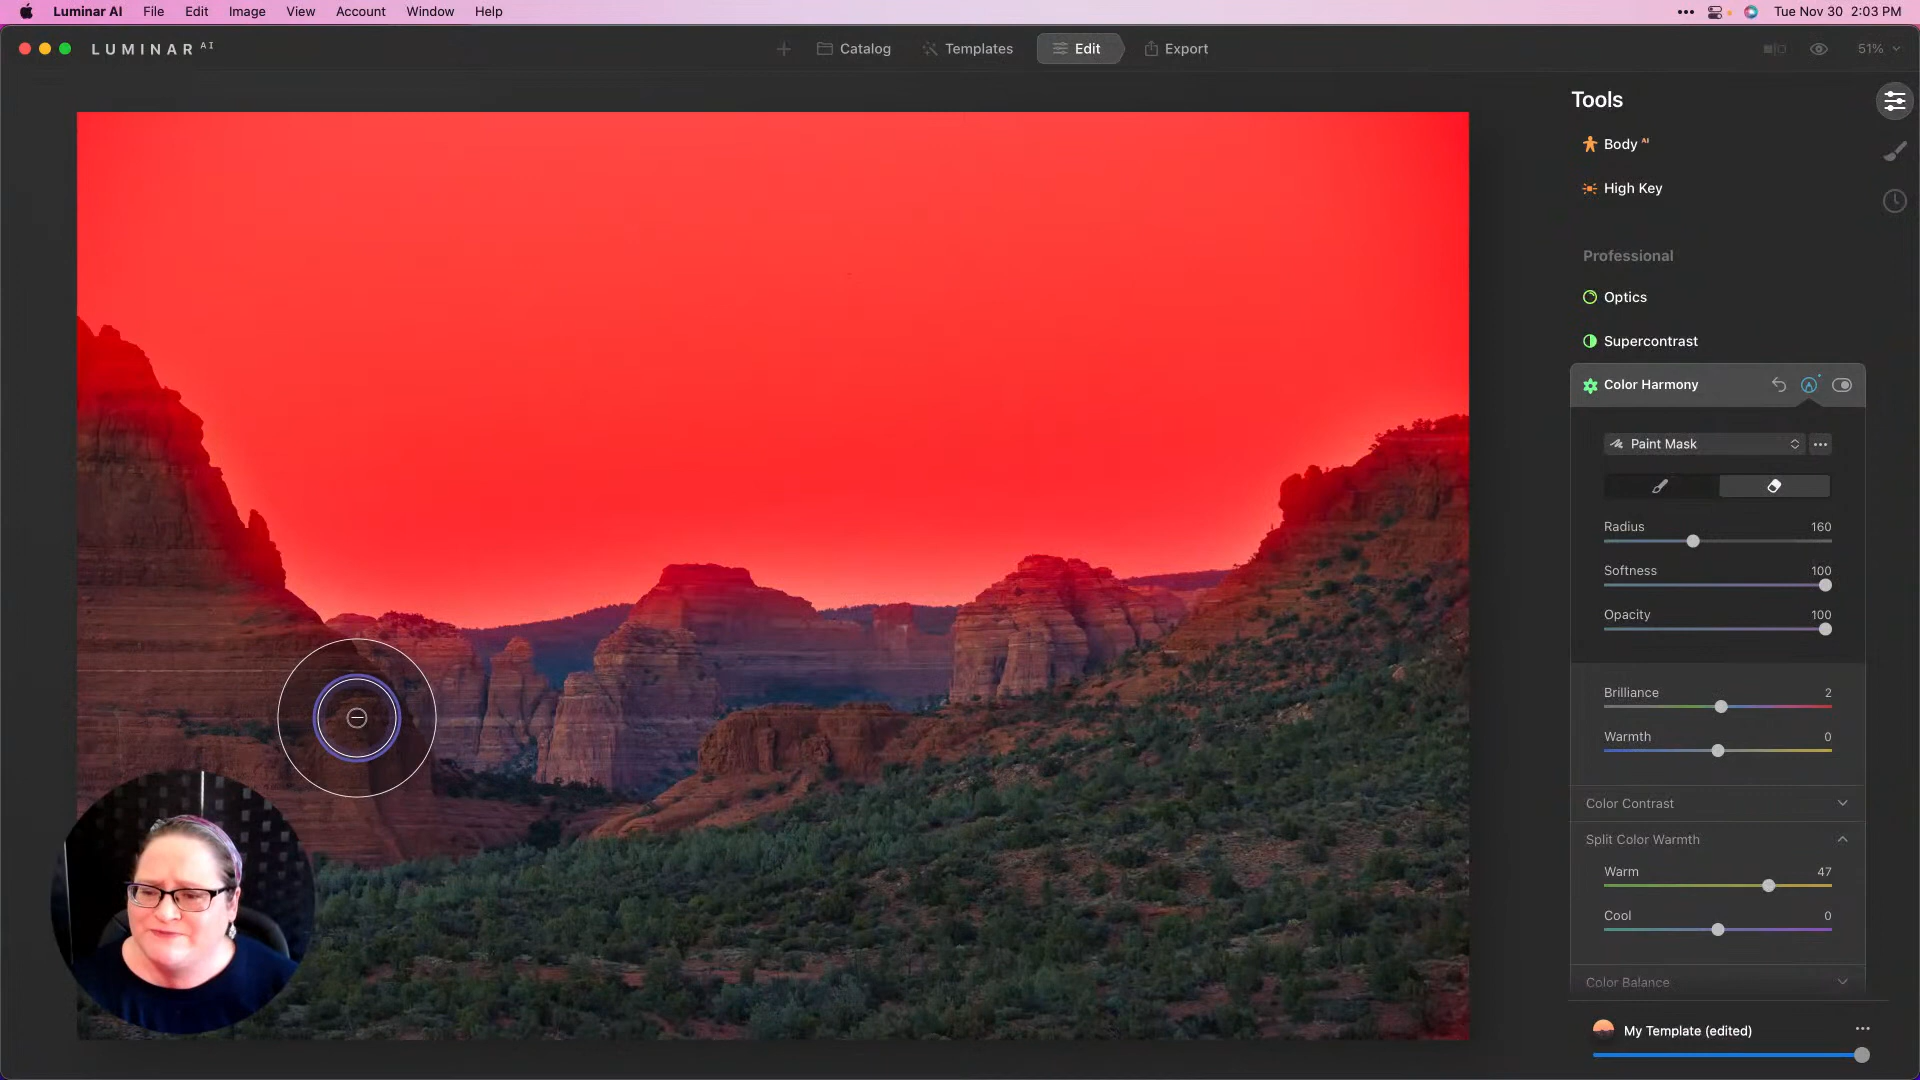 Luminar AI File Edit Image View Account Window Help Tue Nov 30 2:03 PM
LUMINAR AI Catalog Templates Edit Export 51%
Tools
Body AI
High Key
Professional
Optics
Supercontrast
Color Harmony
Paint Mask
Radius 160
Softness 100
Opacity 100
Brilliance 2
Warmth 0
Color Contrast
Split Color Warmth
Warm 47
Cool 0
Color Balance
My Template (edited)